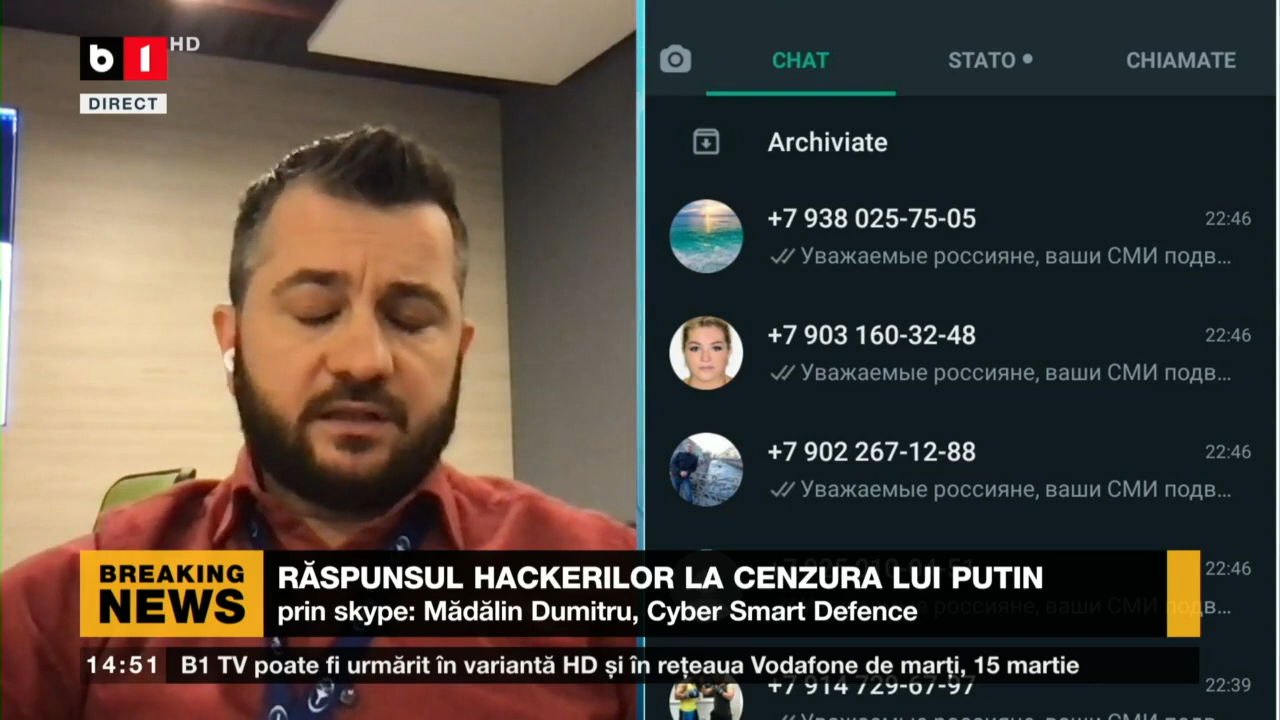 b1 HD
DIRECT
CHAT
STATO
CHIAMATE
Archiviate
+7 938 025-75-05
22:46
Уважаемые россияне, ваши СМИ подв...
+7 903 160-32-48
22:46
Уважаемые россияне, ваши СМИ подв...
+7 902 267-12-88
22:46
Уважаемые россияне, ваши СМИ подв...
22:46
BREAKING
NEWS
RĂSPUNSUL HACKERILOR LA CENZURA LUI PUTIN
prin skype: Mădălin Dumitru, Cyber Smart Defence
14:51 B1 TV poate fi urmărit în variantă HD și în rețeaua Vodafone de marți, 15 martie
+7 914 729-67-97
22:39